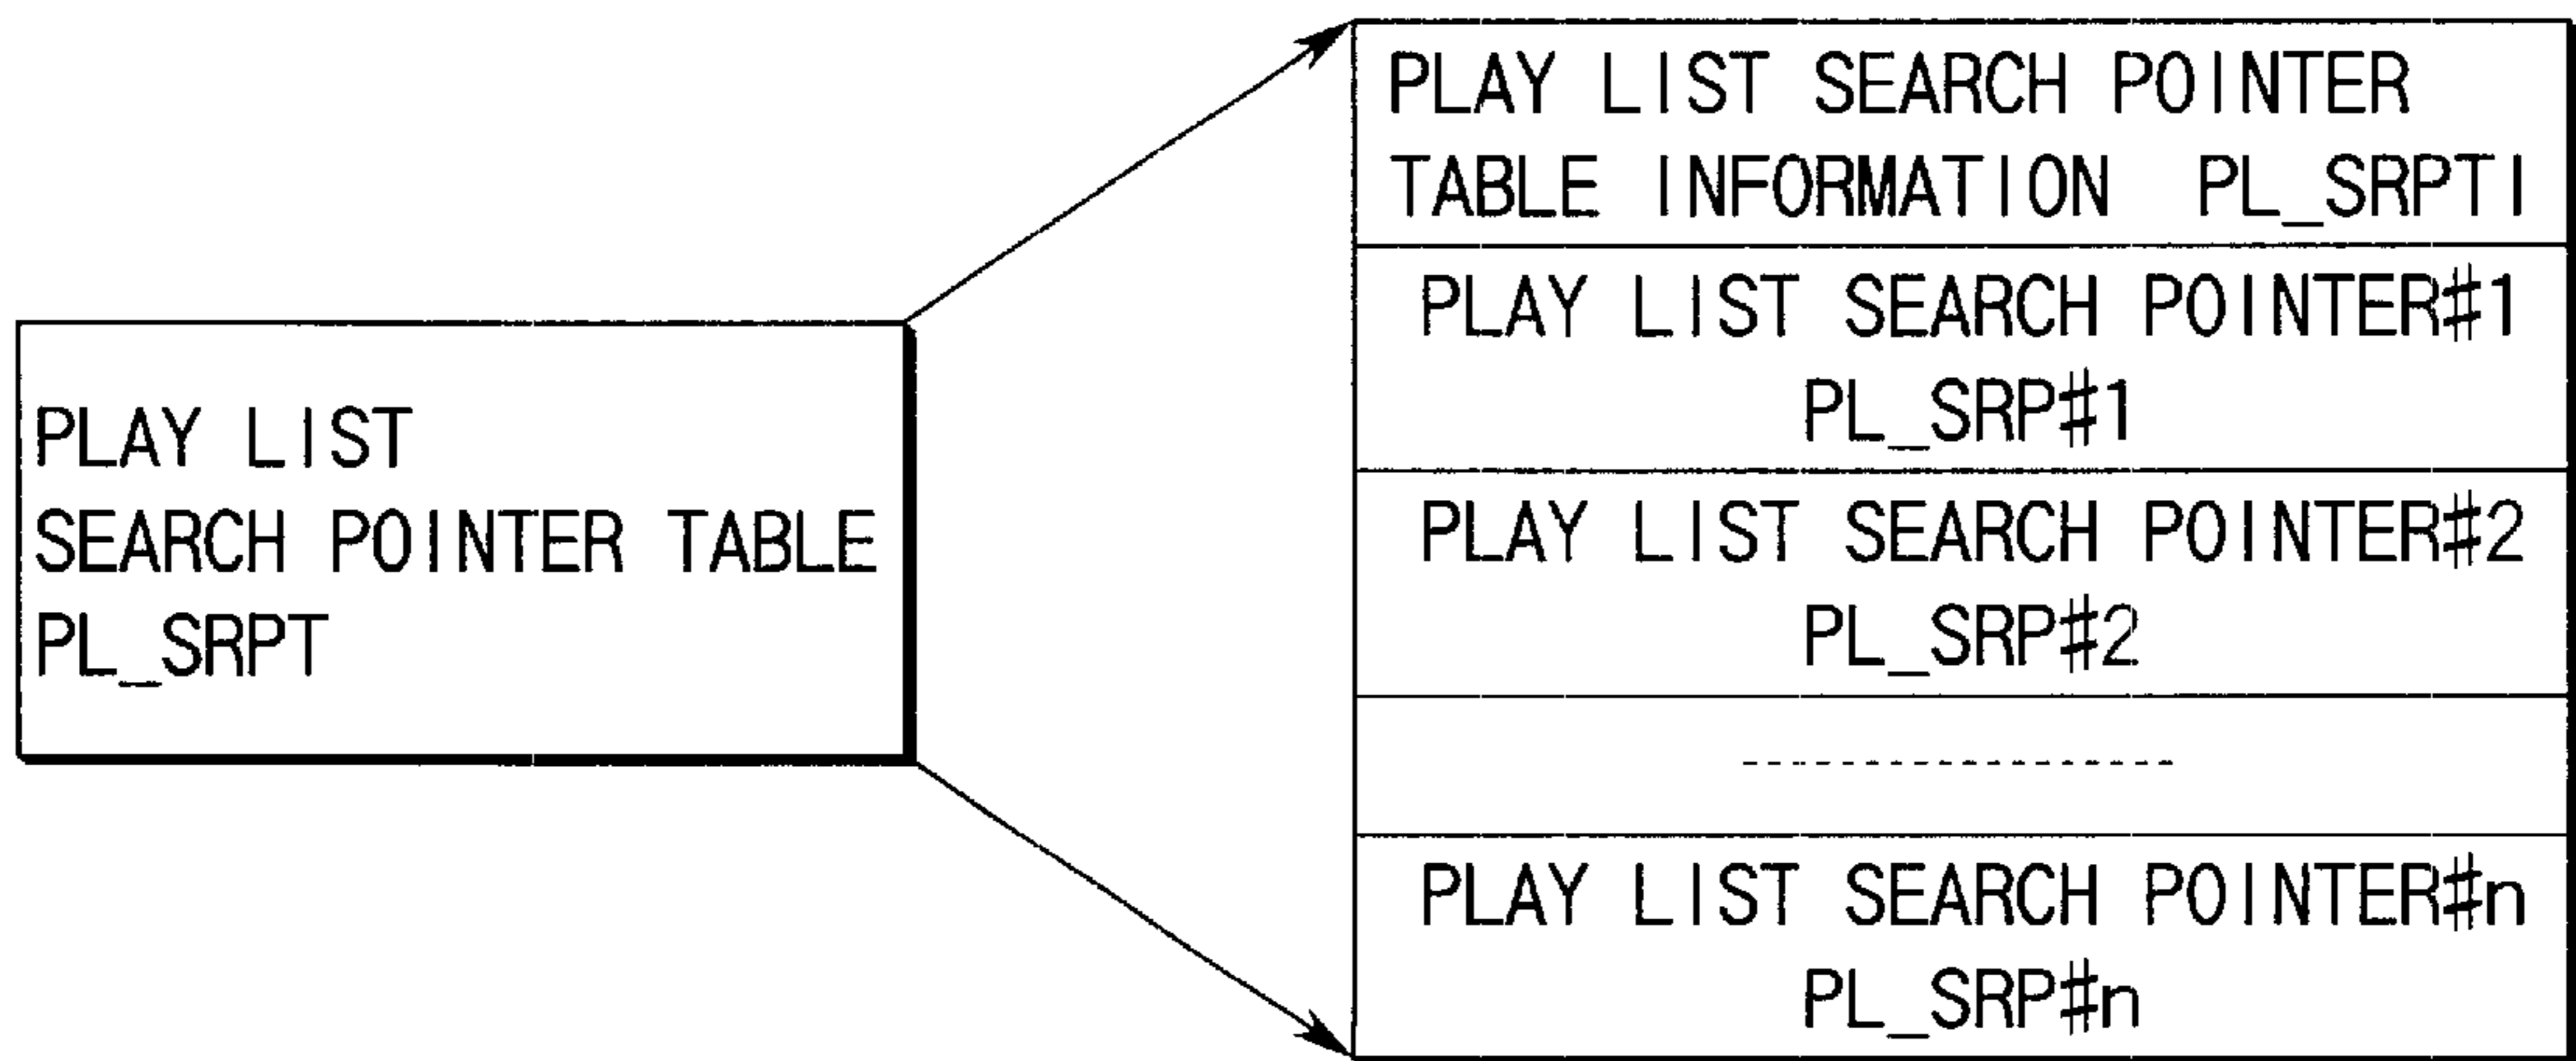 PLAY LIST
SEARCH POINTER TABLE
PL_SRPT
PLAY LIST SEARCH POINTER
TABLE INFORMATION PL_SRPTI
PLAY LIST SEARCH POINTER#1
PL_SRP#1
PLAY LIST SEARCH POINTER#2
PL_SRP#2
PLAY LIST SEARCH POINTER#n
PL_SRP#n